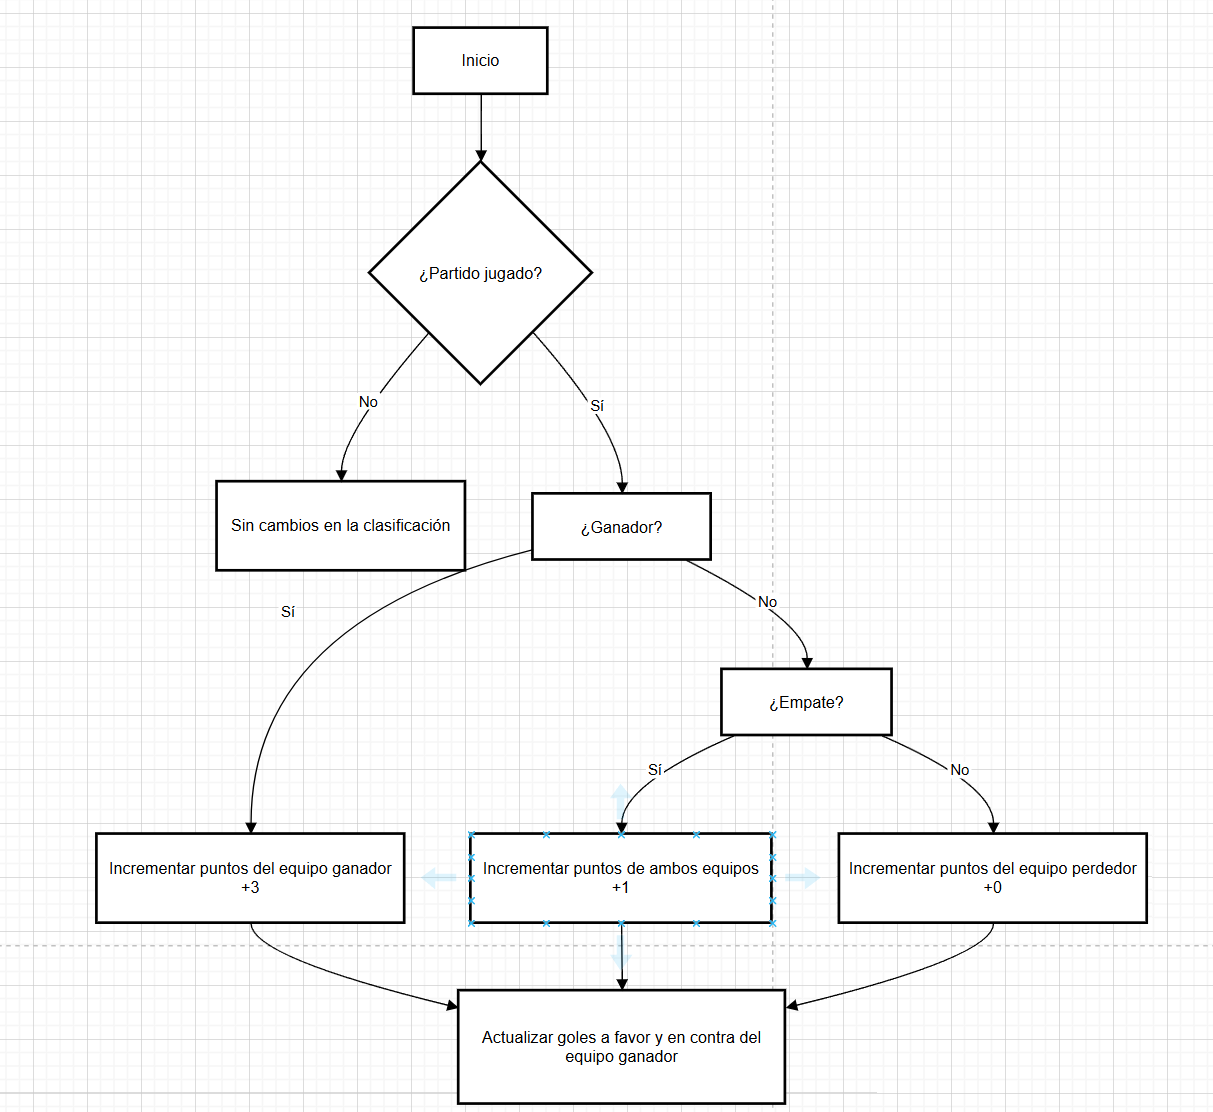 Inicio
¿Partido jugado?
No
Sí
Sin cambios en la clasificación
¿Ganador?
Sí
No
¿Empate?
Sí
No
Incrementar puntos del equipo ganador
+3
Incrementar puntos de ambos equipos
+1
Incrementar puntos del equipo perdedor
+0
Actualizar goles a favor y en contra del
equipo ganador